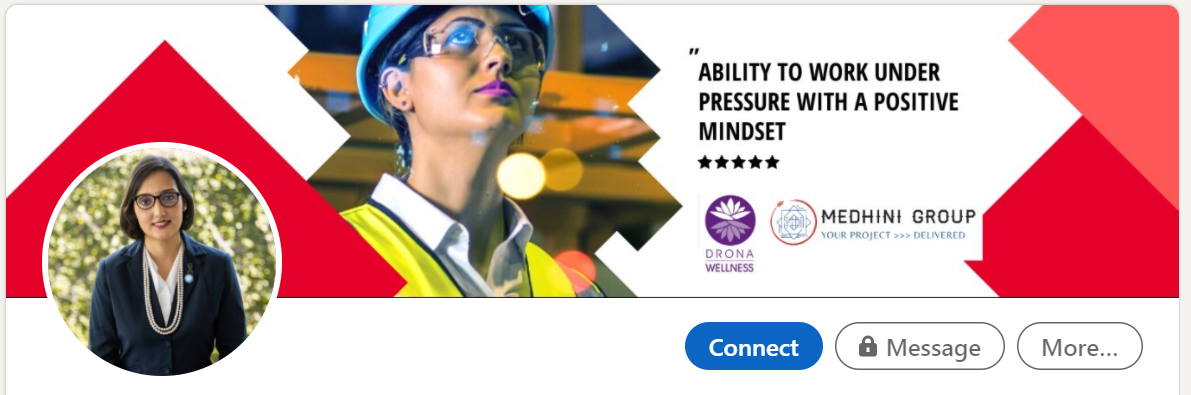 "
ABILITY TO WORK UNDER
PRESSURE WITH A POSITIVE
MINDSET
DRONA
WELLNESS
MEDHINI GROUP
YOUR PROJECT >>> DELIVERED
Connect
Message
More...